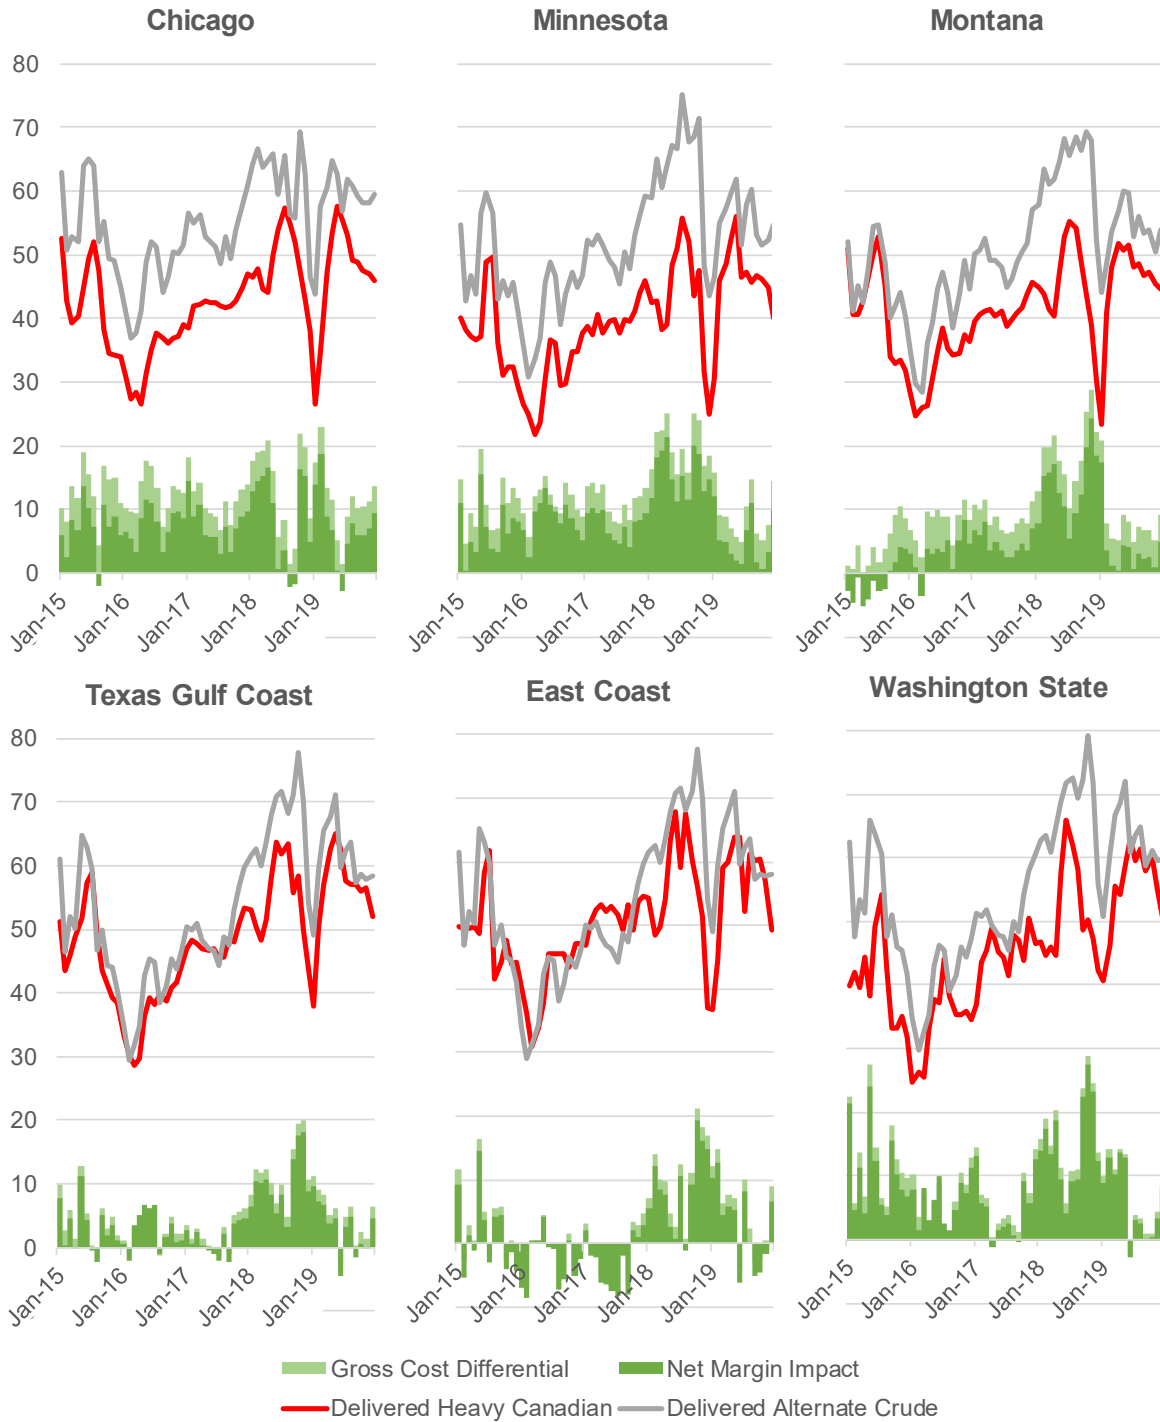 Chicago
Minnesota
Montana
80
70
60
50
40
30
20
10
0
Jan-15
Jan-16
Jan-17
Jan-18
Jan-19
Jan-15
Jan-16
Jan-17
Jan-18
Jan-19
Jan-15
Jan-16
Jan-17
Jan-18
Jan-19
Texas Gulf Coast
East Coast
Washington State
80
70
60
50
40
30
20
10
0
Jan-15
Jan-16
Jan-17
Jan-18
Jan-19
Jan-15
Jan-16
Jan-17
Jan-18
Jan-19
Jan-15
Jan-16
Jan-17
Jan-18
Jan-19
Gross Cost Differential
Net Margin Impact
Delivered Heavy Canadian
Delivered Alternate Crude